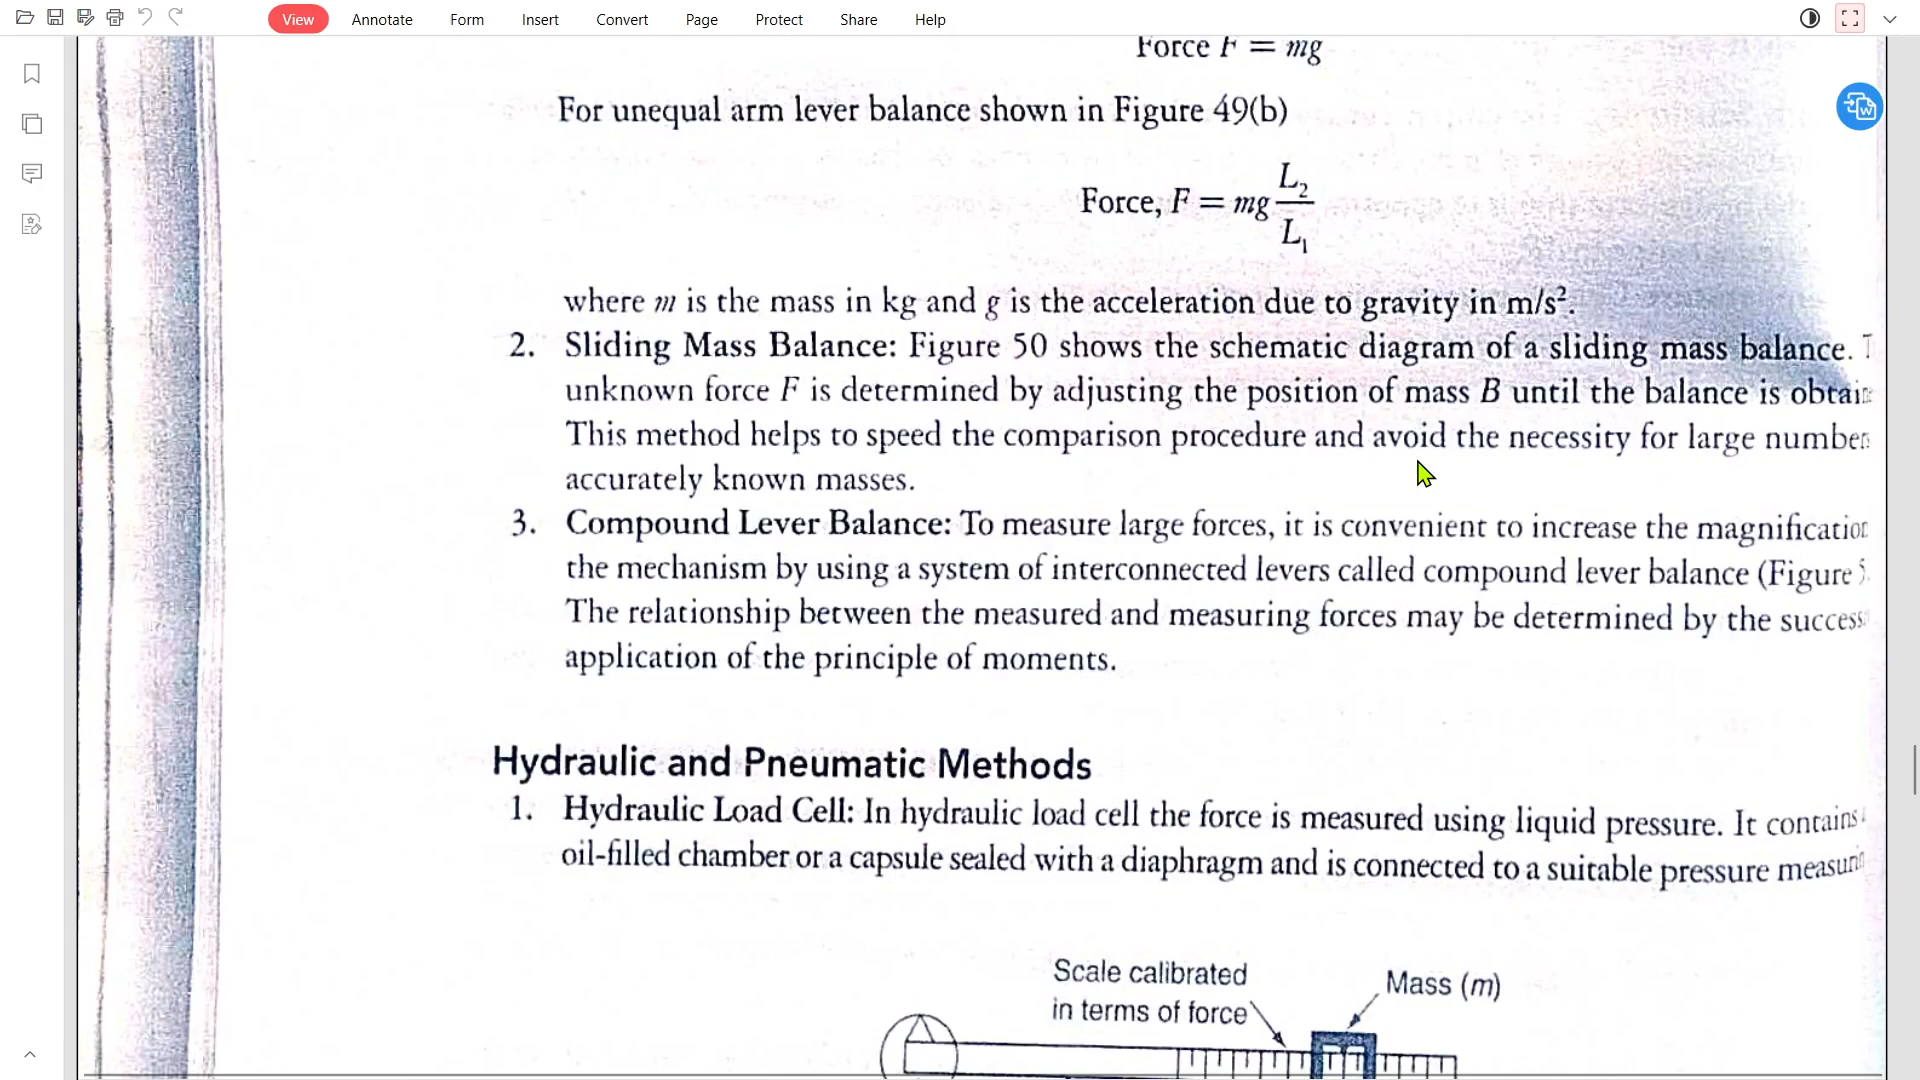 View Annotate Form Insert Convert Page Protect Share Help
Force F = mg
For unequal arm lever balance shown in Figure 49(b)
Force, F = mg L₂/L₁
where m is the mass in kg and g is the acceleration due to gravity in m/s².
2. Sliding Mass Balance: Figure 50 shows the schematic diagram of a sliding mass balance. T
unknown force F is determined by adjusting the position of mass B until the balance is obtain
This method helps to speed the comparison procedure and avoid the necessity for large number
accurately known masses.
3. Compound Lever Balance: To measure large forces, it is convenient to increase the magnification
the mechanism by using a system of interconnected levers called compound lever balance (Figure 5
The relationship between the measured and measuring forces may be determined by the success
application of the principle of moments.
Hydraulic and Pneumatic Methods
1. Hydraulic Load Cell: In hydraulic load cell the force is measured using liquid pressure. It contains
oil-filled chamber or a capsule sealed with a diaphragm and is connected to a suitable pressure measur
Scale calibrated
in terms of force
Mass (m)